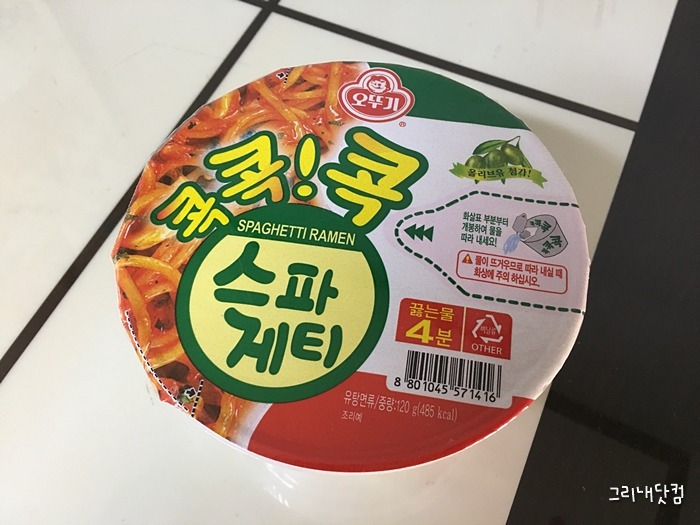 오뚜기
®
콕콕!콕
SPAGHETTI RAMEN
스파
게티
올리브유 첨가!
화살표 부분부터
개봉하여 물을
따라 내세요!
물이 뜨거우므로 따라 내실 때
화상에 주의 하십시오.
끓는물
4분
OTHER
8 801045 571416
유탕면류/중량:120 g(485 kcal)
조리예
그리내닷컴